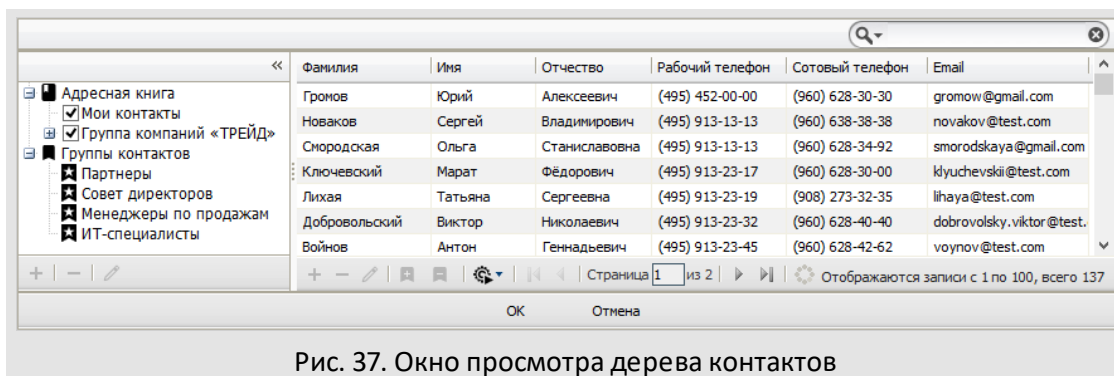 Фамилия Имя Отчество Рабочий телефон Сотовый телефон Email
Адресная книга
Мои контакты
Группа компаний «ТРЕЙД»
Группы контактов
Партнеры
Совет директоров
Менеджеры по продажам
ИТ-специалисты
Громов Юрий Алексеевич (495) 452-00-00 (960) 628-30-30 gromow@gmail.com
Новаков Сергей Владимирович (495) 913-13-13 (960) 638-38-38 novakov@test.com
Смородская Ольга Станиславовна (495) 913-13-13 (960) 628-34-92 smorodskaya@gmail.com
Ключевский Марат Фёдорович (495) 913-23-17 (960) 628-30-00 klyuchevskii@test.com
Лихая Татьяна Сергеевна (495) 913-23-19 (908) 273-32-35 lihaya@test.com
Добровольский Виктор Николаевич (495) 913-23-32 (960) 628-40-40 dobrovolsky.viktor@test.
Войнов Антон Геннадьевич (495) 913-23-45 (960) 628-42-62 voynov@test.com
Страница 1 из 2 Отображаются записи с 1 по 100, всего 137
OK Отмена
Рис. 37. Окно просмотра дерева контактов